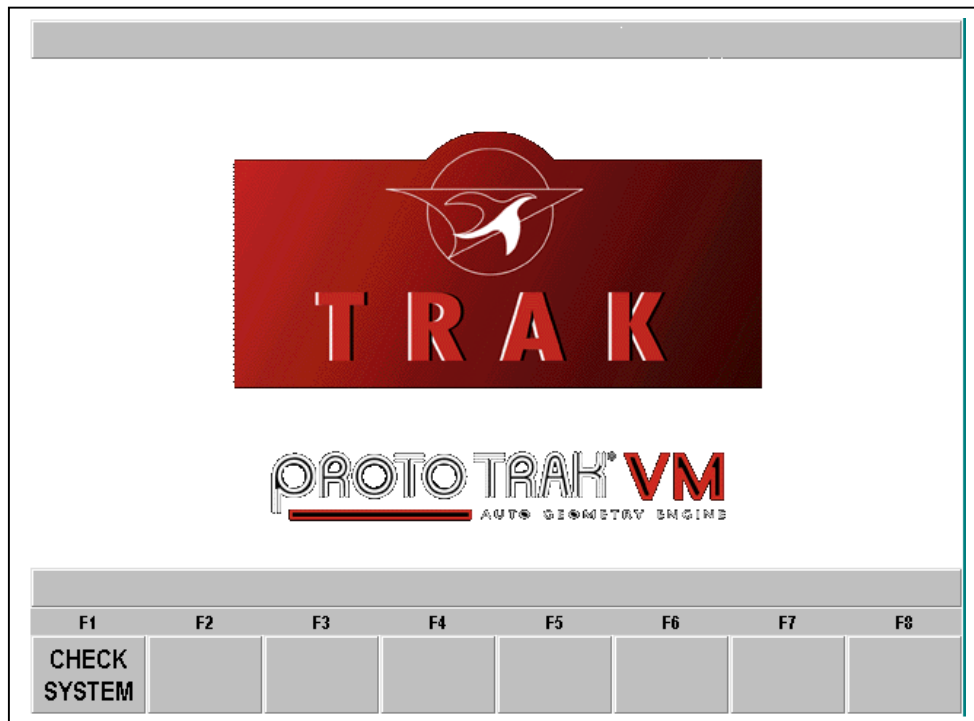 TRAK
PROTO TRAK® VM
AUTO GEOMETRY ENGINE
F1 F2 F3 F4 F5 F6 F7 F8
CHECK
SYSTEM